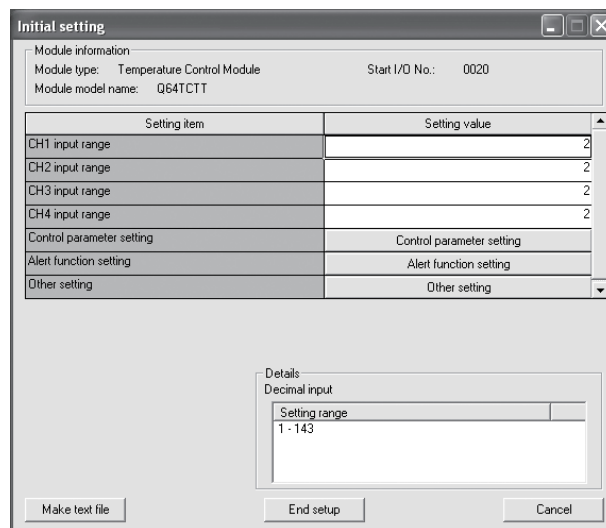 Initial setting
Module information
Module type: Temperature Control Module Start I/O No.: 0020
Module model name: Q64TCTT
Setting item Setting value
CH1 input range 2
CH2 input range 2
CH3 input range 2
CH4 input range 2
Control parameter setting Control parameter setting
Alert function setting Alert function setting
Other setting Other setting
Details
Decimal input
Setting range
1 - 143
Make text file End setup Cancel